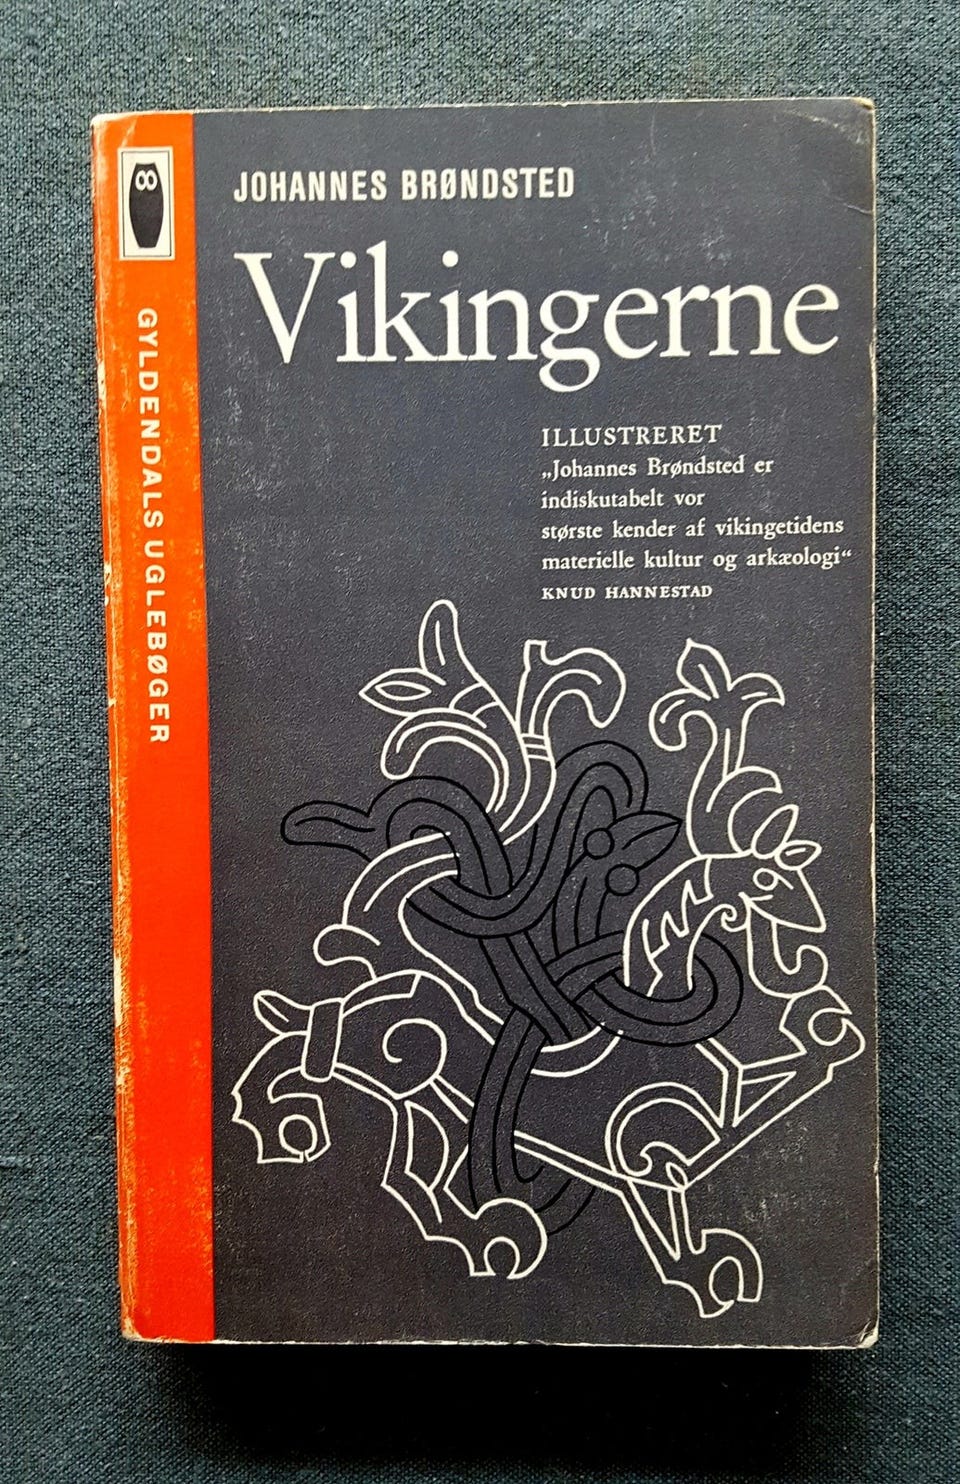 JOHANNES BRØNDSTED
Vikingerne
ILLUSTRERET
„Johannes Brøndsted er
indiskutabelt vor
største kender af vikingetidens
materielle kultur og arkæologi“
KNUD HANNESTAD
GYLDENDALS UGLEBØGER